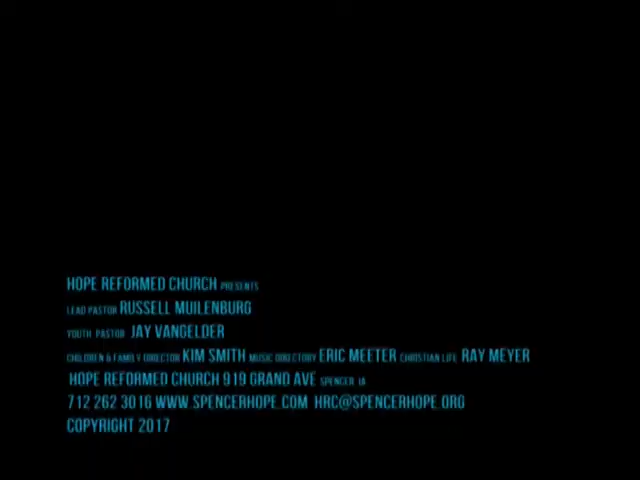 HOPE REFORMED CHURCH PRESENTS
LEAD PASTOR RUSSELL MUILENBURG
YOUTH PASTOR JAY VANGELDER
CHILDREN & FAMILY DIRECTOR KIM SMITH MUSIC DIRECTORY ERIC MEETER CHRISTIAN LIFE RAY MEYER
HOPE REFORMED CHURCH 919 GRAND AVE SPENCER IA
712 262 3016 WWW.SPENCERHOPE.COM HRC@SPENCERHOPE.ORG
COPYRIGHT 2017